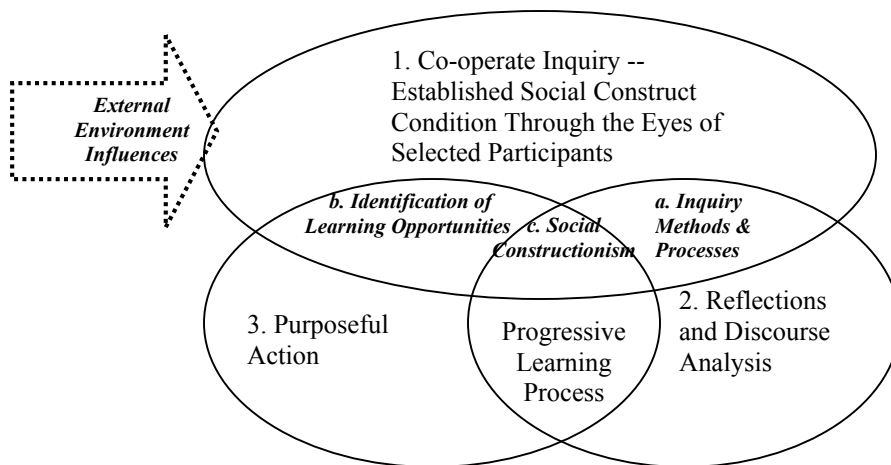 1. Co-operate Inquiry --
Established Social Construct
Condition Through the Eyes of
Selected Participants
External
Environment
Influences
b. Identification of
Learning Opportunities
c. Social
Constructionism
a. Inquiry
Methods &
Processes
3. Purposeful
Action
Progressive
Learning
Process
2. Reflections
and Discourse
Analysis